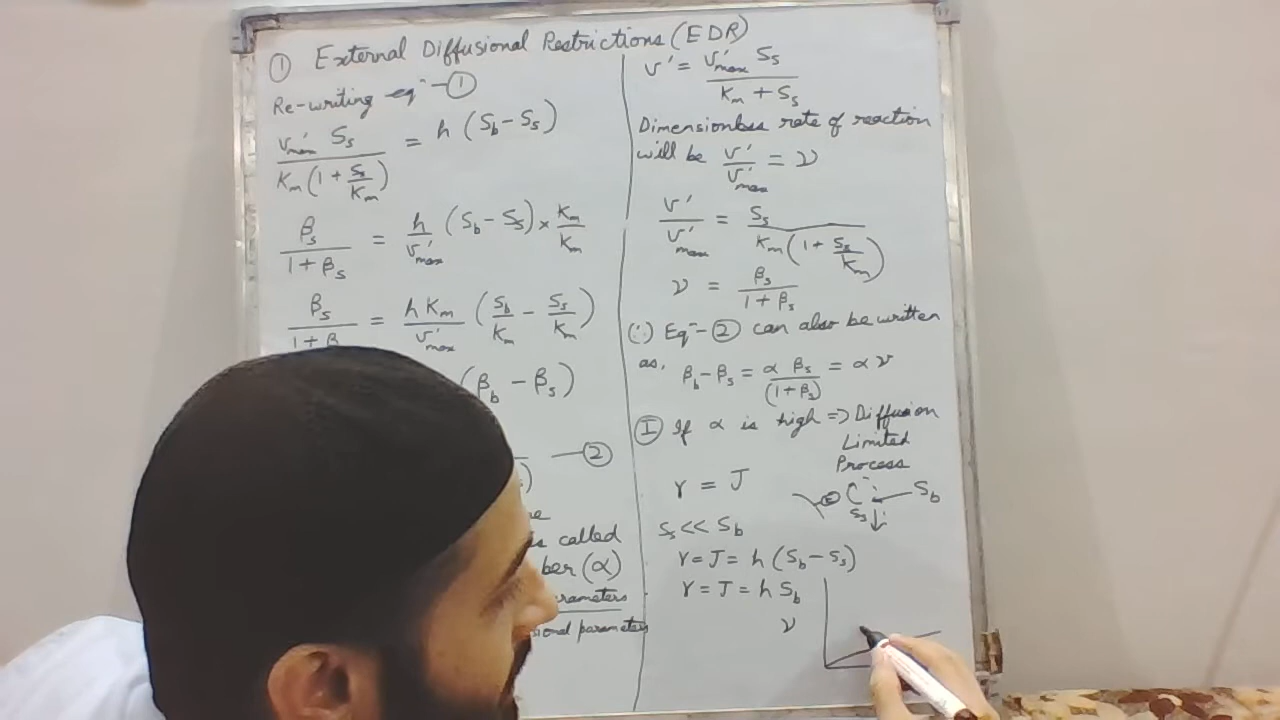 ① External Diffusional Restrictions (EDR)
Re-writing eqn - ①
v'max Ss / Km (1 + Ss/Km) = h (Sb - Ss)
βs / 1 + βs = h / v'max (Sb - Ss) × Km / Km
βs / 1 + β = h Km / v'max (Sb/Km - Ss/Km)
(βb - βs)
— ②
is called
ber (α)
rameters
sional parameters
v' = v'max Ss / Km + Ss
Dimensionless rate of reaction
will be v' / v'max = ν
v' / v'max = Ss / Km (1 + Ss/Km)
ν = βs / 1 + βs
(∴) Eqn - ② can also be written
as, βb - βs = α βs / (1 + βs) = α ν
Ⓘ If α is high => Diffusion
Limited
Process
r = J
E Ss Sb
Ss << Sb
r = J = h (Sb - Ss)
r = J = h Sb
ν